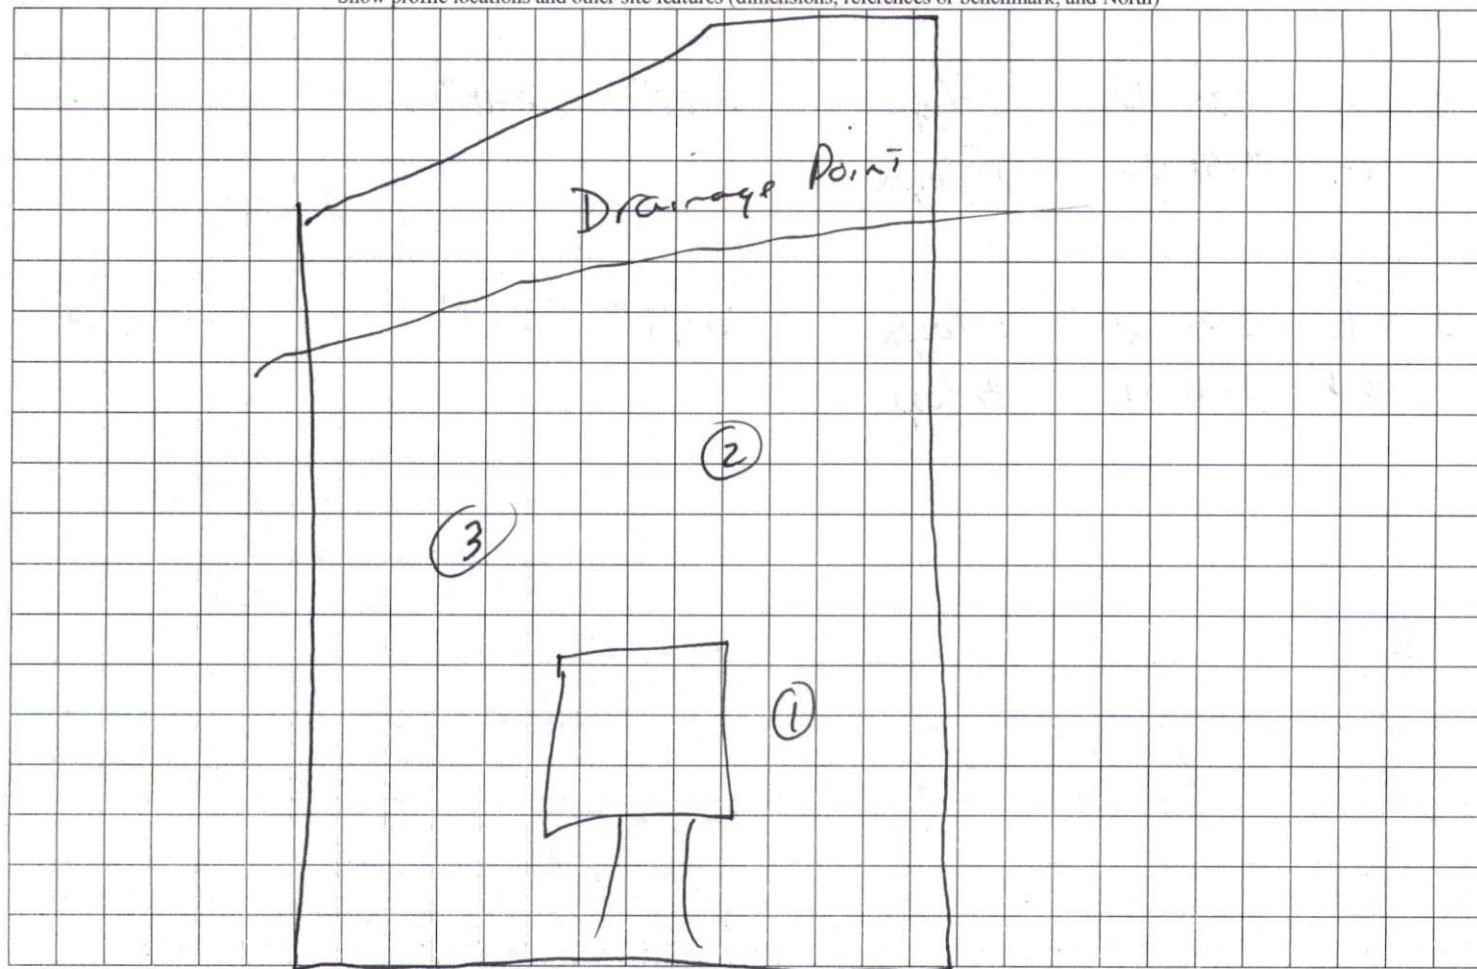 Show profile locations and other site features (dimensions, references or benchmark, and North)
Drainage Point
2
3
1